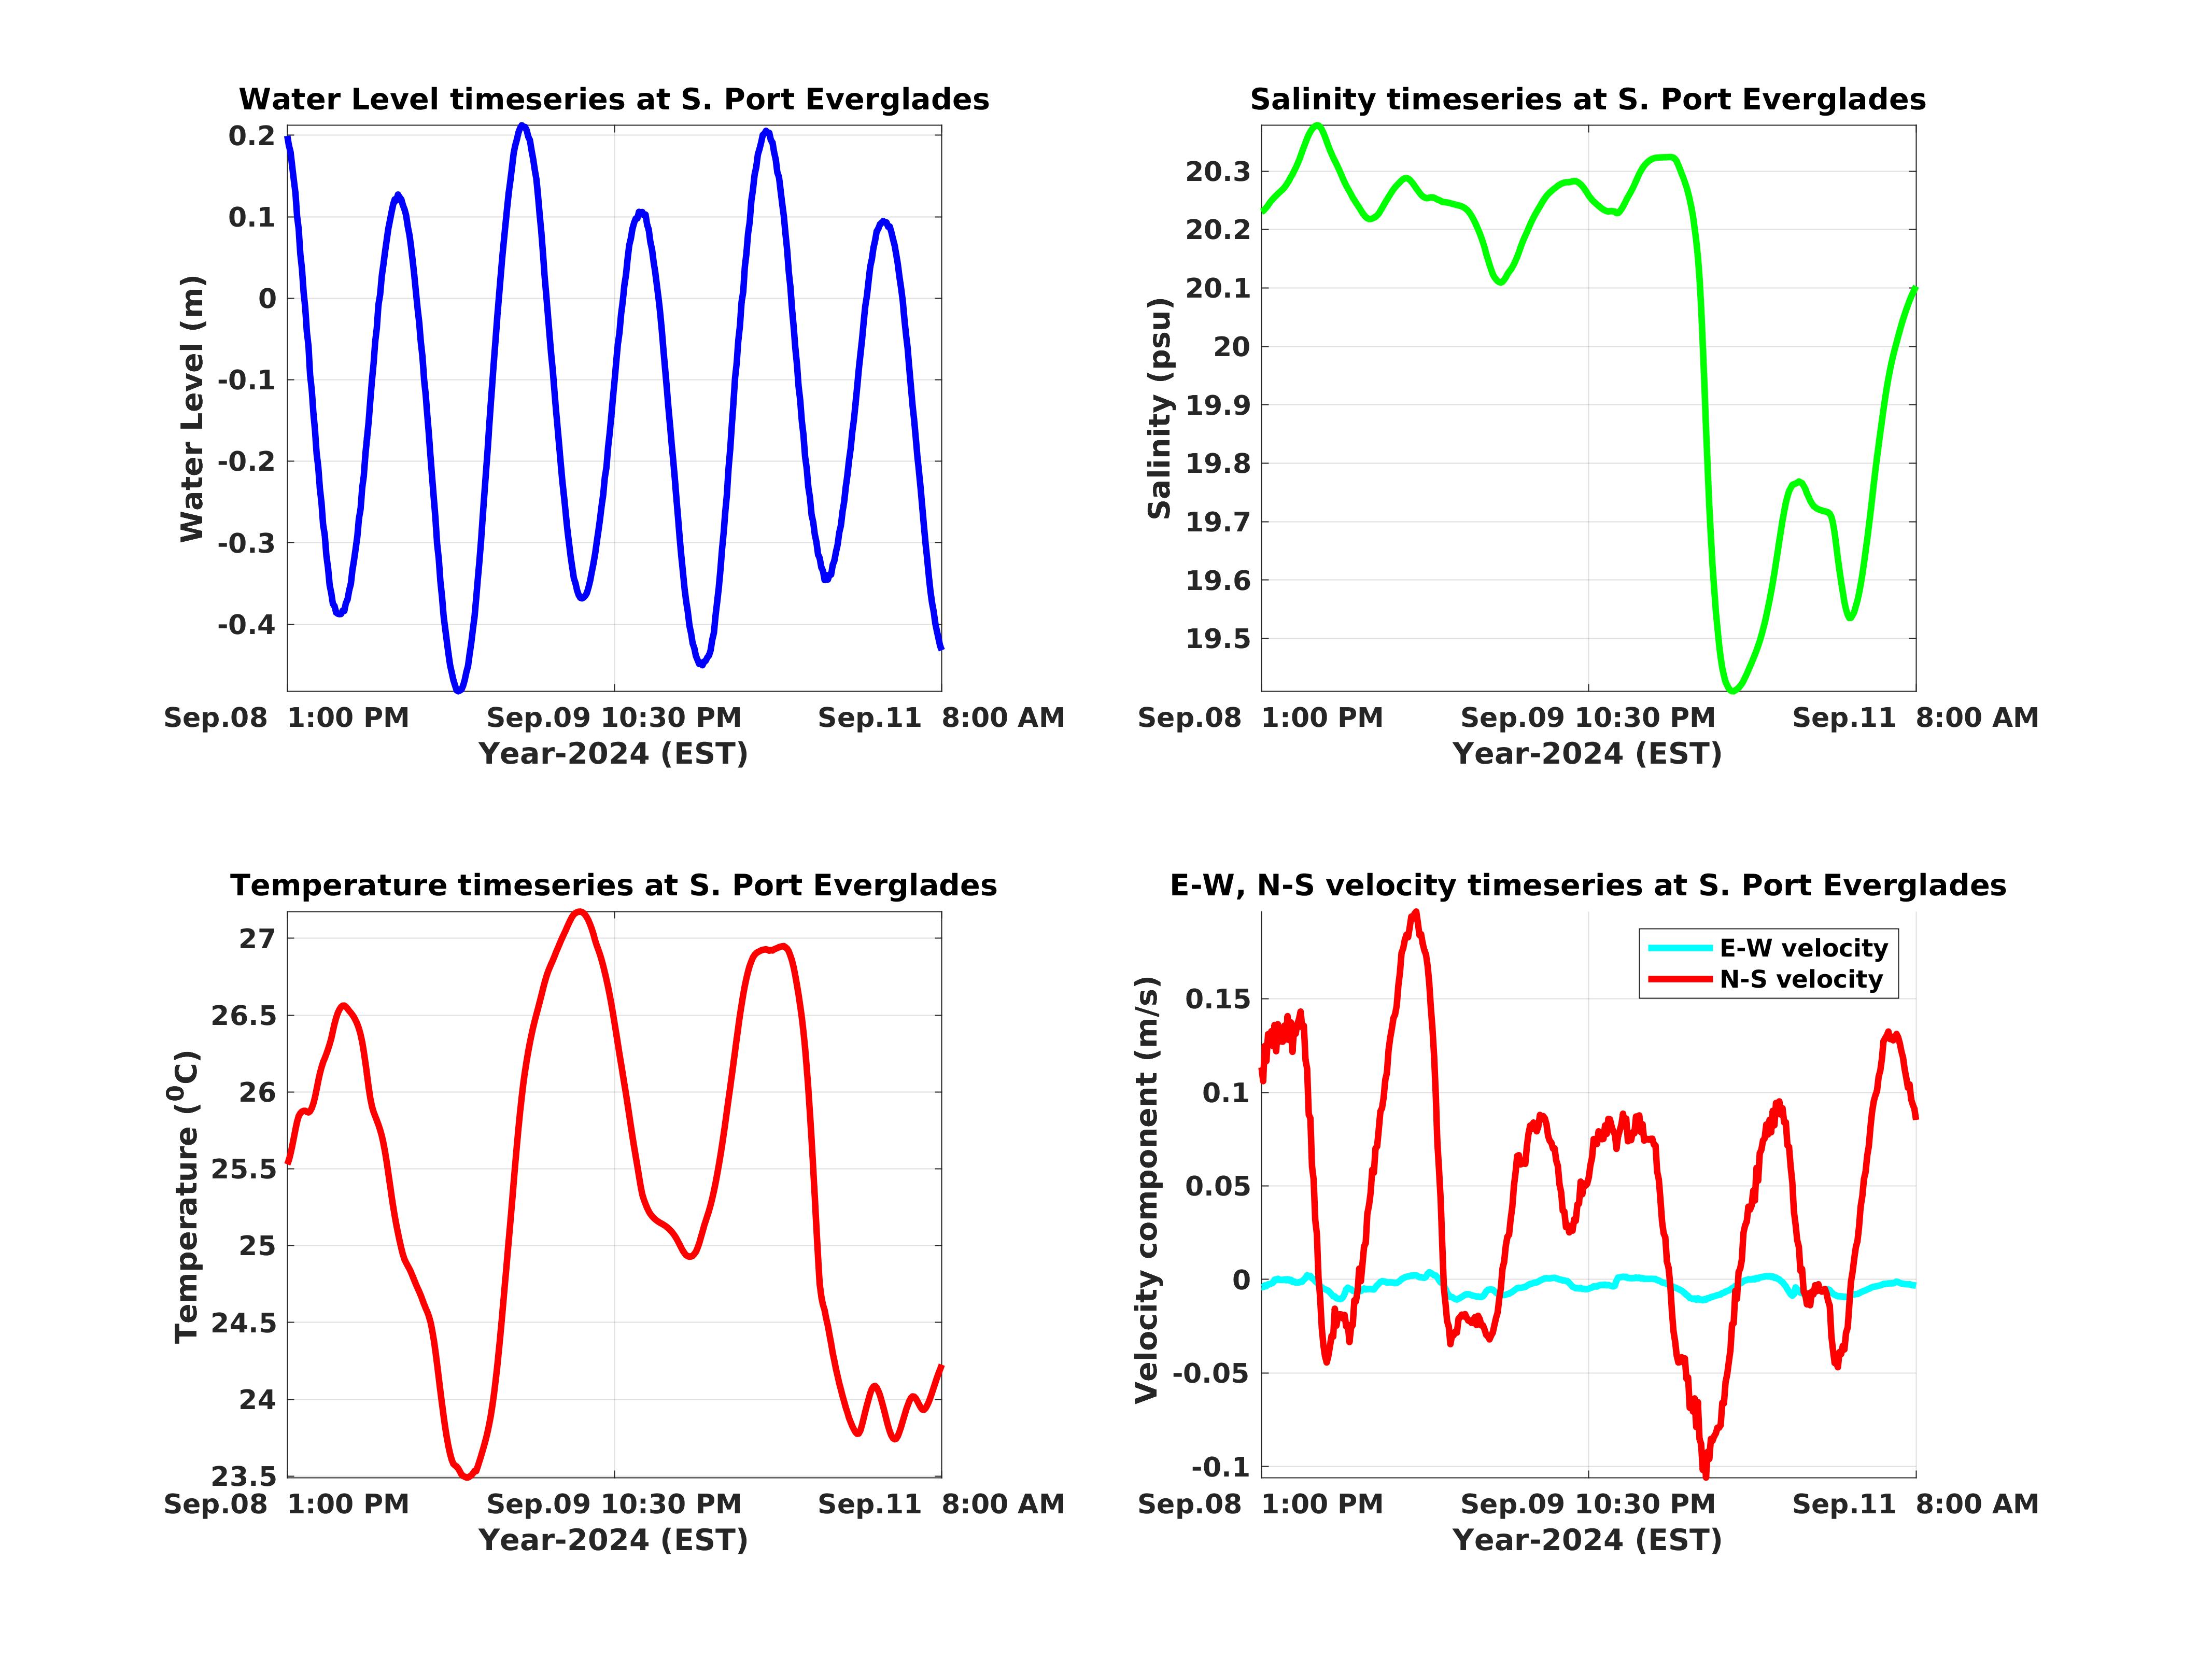 Water Level timeseries at S. Port Everglades
0.2
0.1
0
-0.1
-0.2
-0.3
-0.4
Water Level (m)
Sep.08 1:00 PM Sep.09 10:30 PM Sep.11 8:00 AM
Year-2024 (EST)
Salinity timeseries at S. Port Everglades
20.3
20.2
20.1
20
19.9
19.8
19.7
19.6
19.5
Salinity (psu)
Sep.08 1:00 PM Sep.09 10:30 PM Sep.11 8:00 AM
Year-2024 (EST)
Temperature timeseries at S. Port Everglades
27
26.5
26
25.5
25
24.5
24
23.5
Temperature (⁰C)
Sep.08 1:00 PM Sep.09 10:30 PM Sep.11 8:00 AM
Year-2024 (EST)
E-W, N-S velocity timeseries at S. Port Everglades
E-W velocity
N-S velocity
0.15
0.1
0.05
0
-0.05
-0.1
Velocity component (m/s)
Sep.08 1:00 PM Sep.09 10:30 PM Sep.11 8:00 AM
Year-2024 (EST)